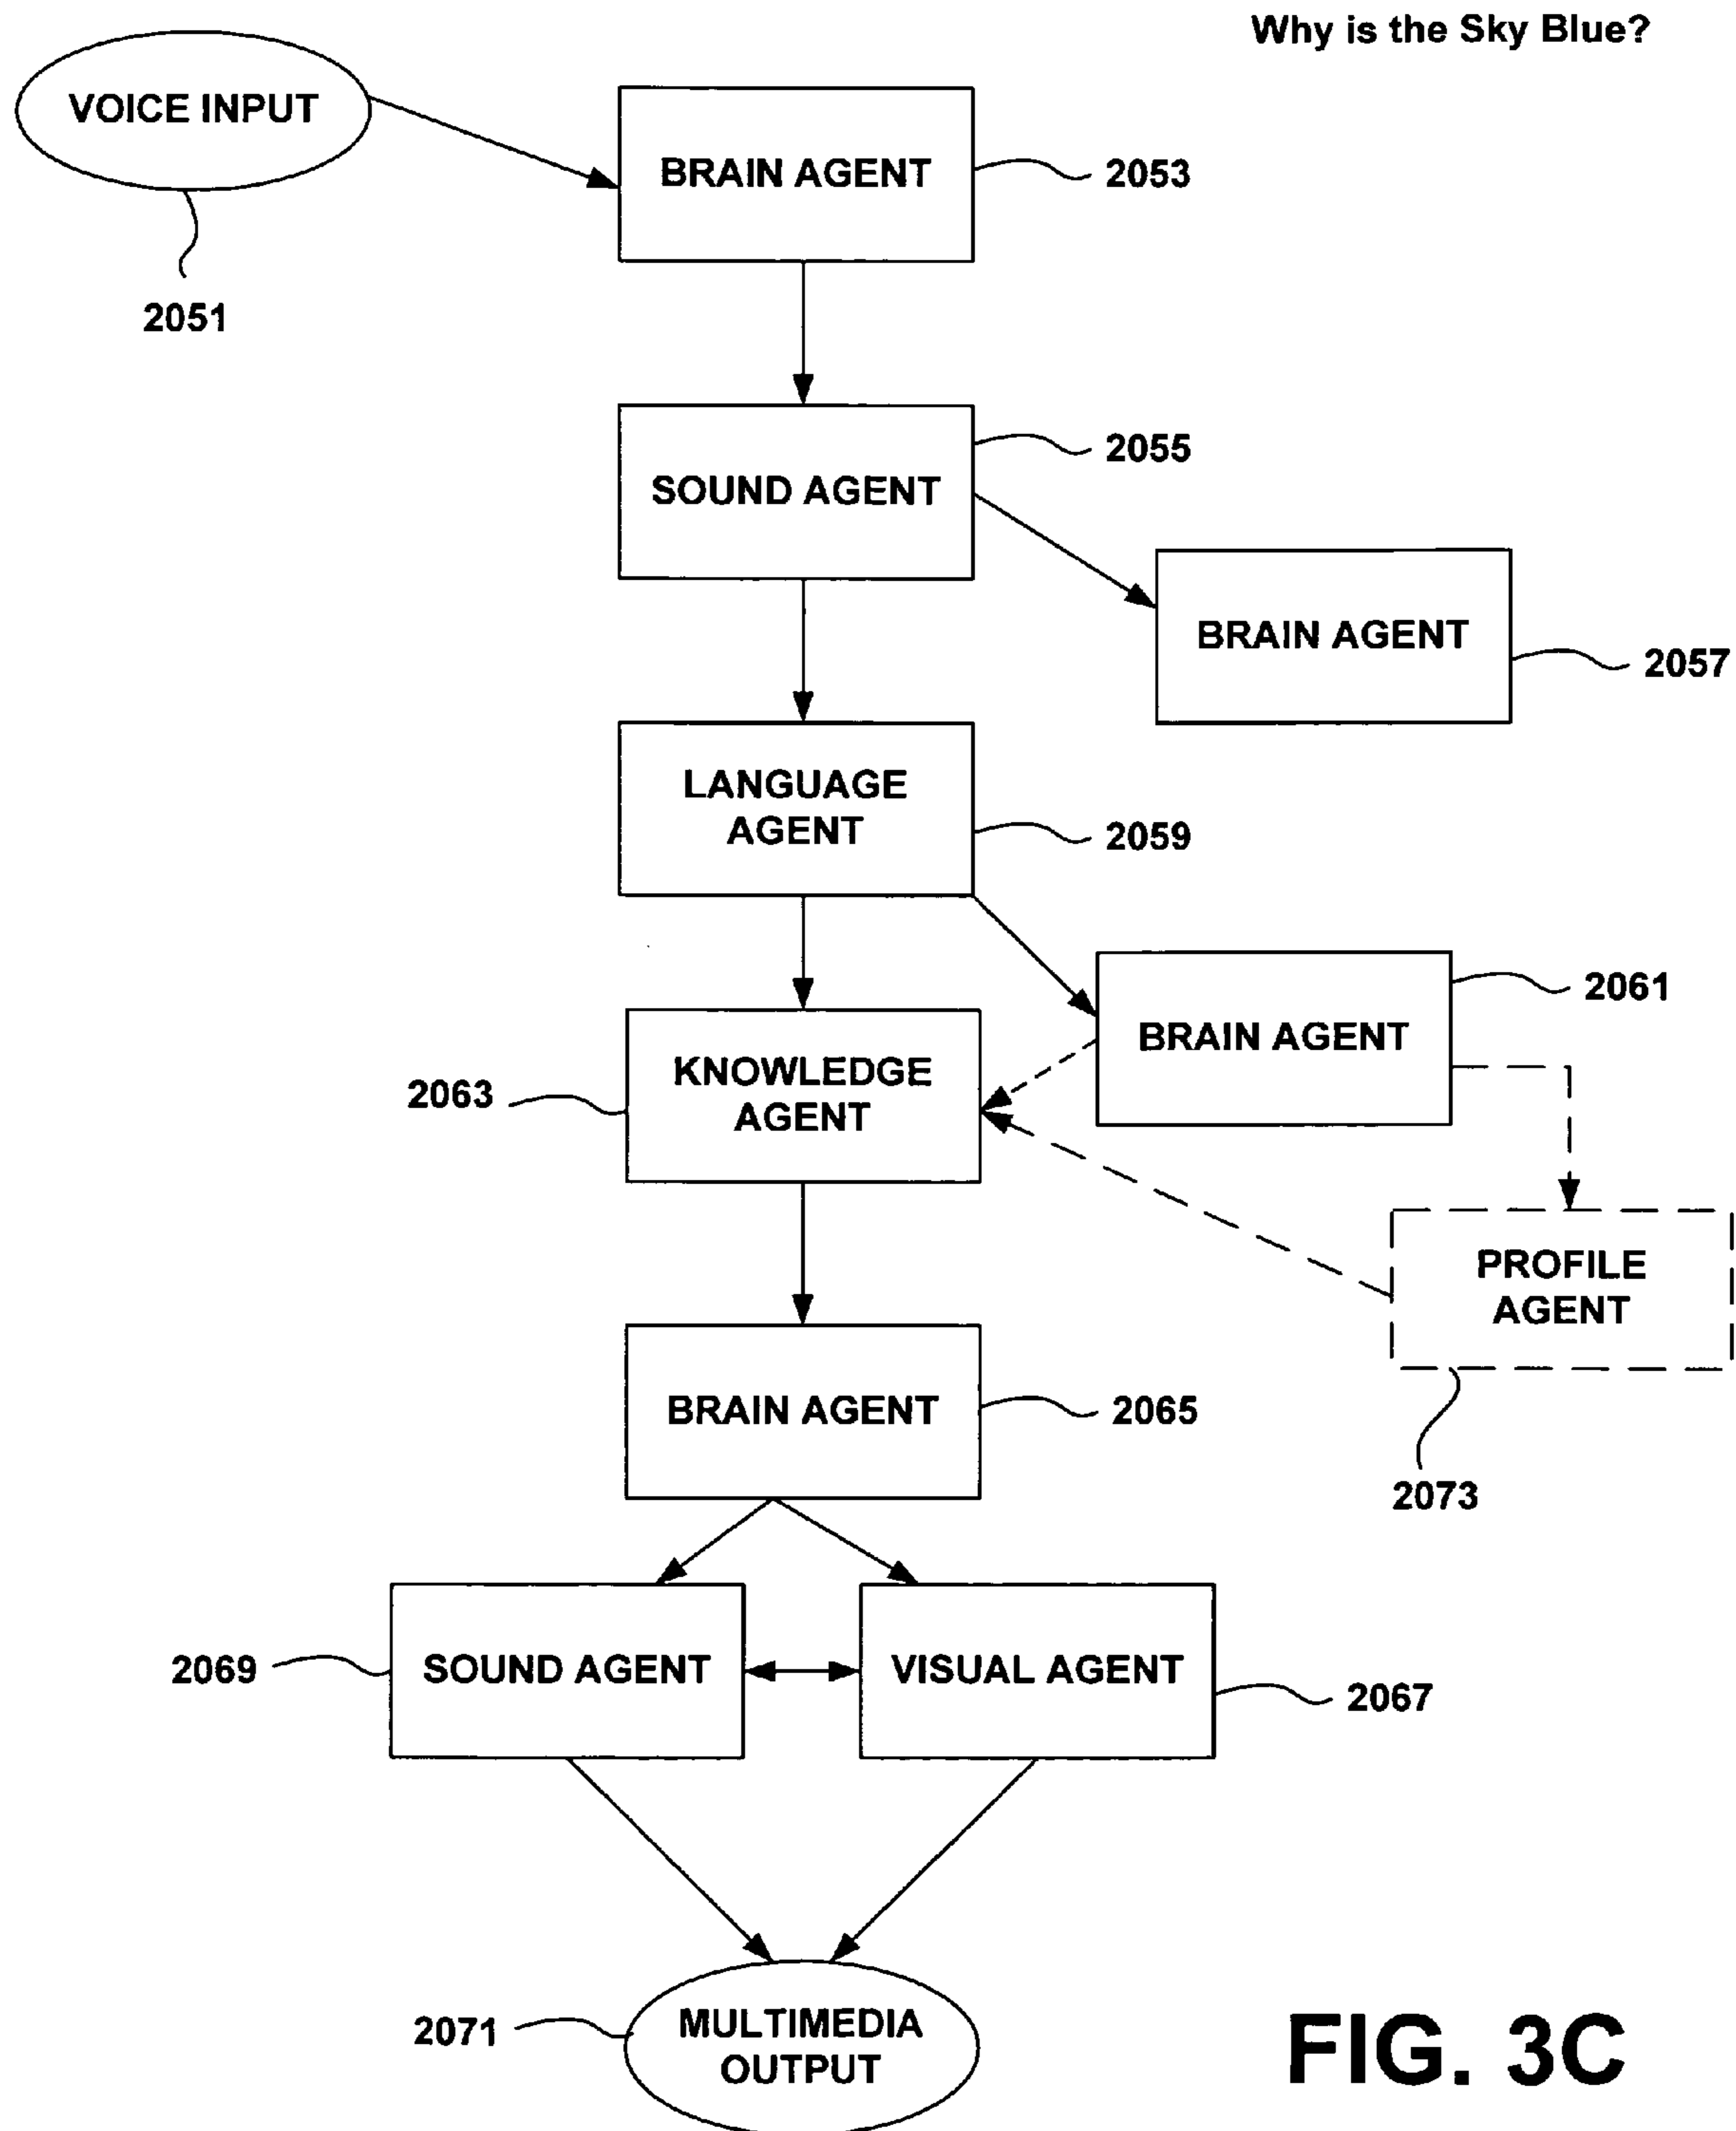 Why is the Sky Blue?
VOICE INPUT
2051
BRAIN AGENT
2053
SOUND AGENT
2055
BRAIN AGENT
2057
LANGUAGE
AGENT
2059
BRAIN AGENT
2061
KNOWLEDGE
AGENT
2063
PROFILE
AGENT
2073
BRAIN AGENT
2065
SOUND AGENT
2069
VISUAL AGENT
2067
MULTIMEDIA
OUTPUT
2071
FIG. 3C